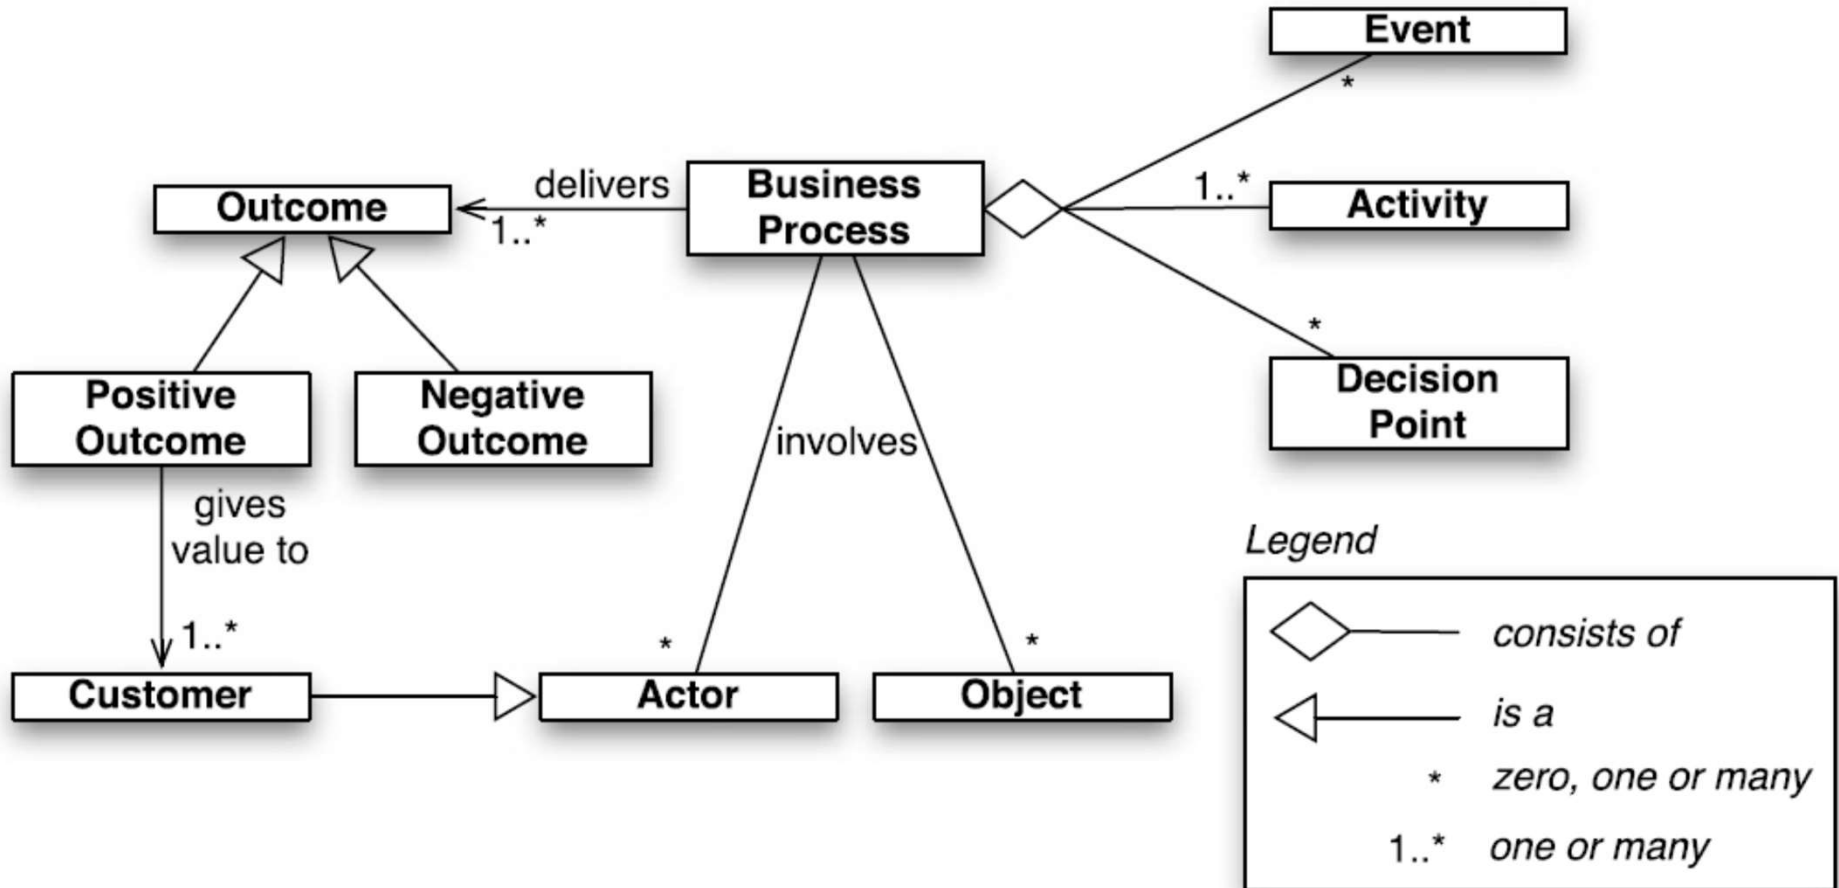 Event
*
delivers
Business
Process
1..*
Activity
Outcome
1..*
*
Decision
Point
Positive
Outcome
Negative
Outcome
involves
gives
value to
1..*
*
*
Customer
Actor
Object
Legend
consists of
is a
* zero, one or many
1..* one or many